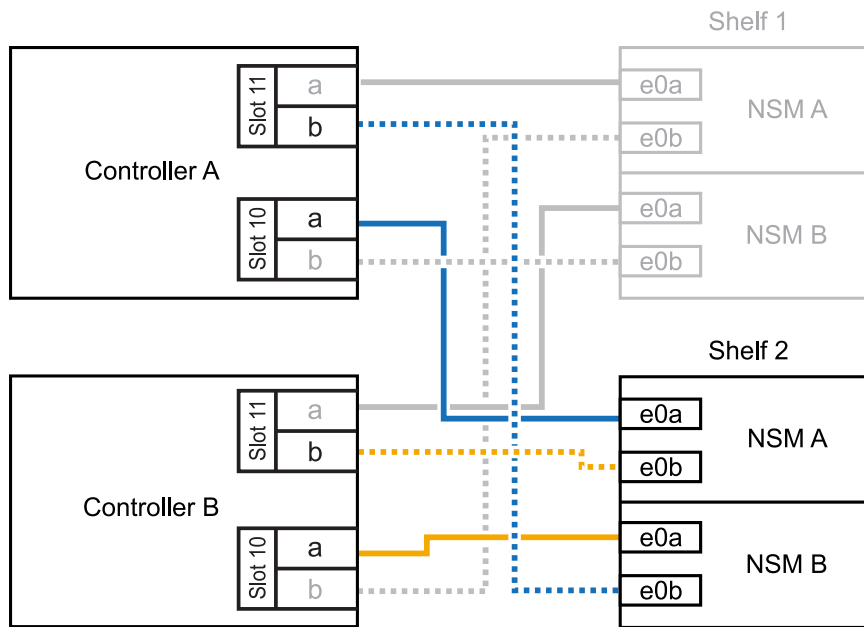 Shelf 1
Controller A
Slot 11
a
b
Slot 10
a
b
e0a
e0b
NSM A
e0a
e0b
NSM B
Shelf 2
Controller B
Slot 11
a
b
Slot 10
a
b
e0a
e0b
NSM A
e0a
e0b
NSM B